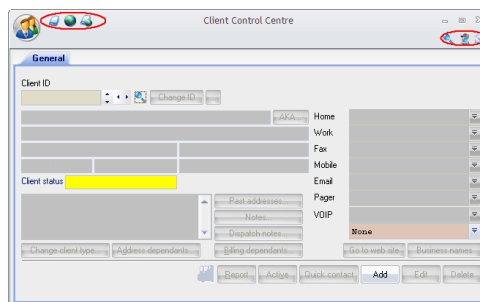 Client Control Centre
General
Client ID
Change ID
AKA... Home
Work
Fax
Mobile
Client status Email
Past addresses... Pager
Notes... VOIP
Dispatch notes... None
Change client type... Address dependants... Billing dependants... Go to web site Business names
Report Active Quick contact Add Edit Delete